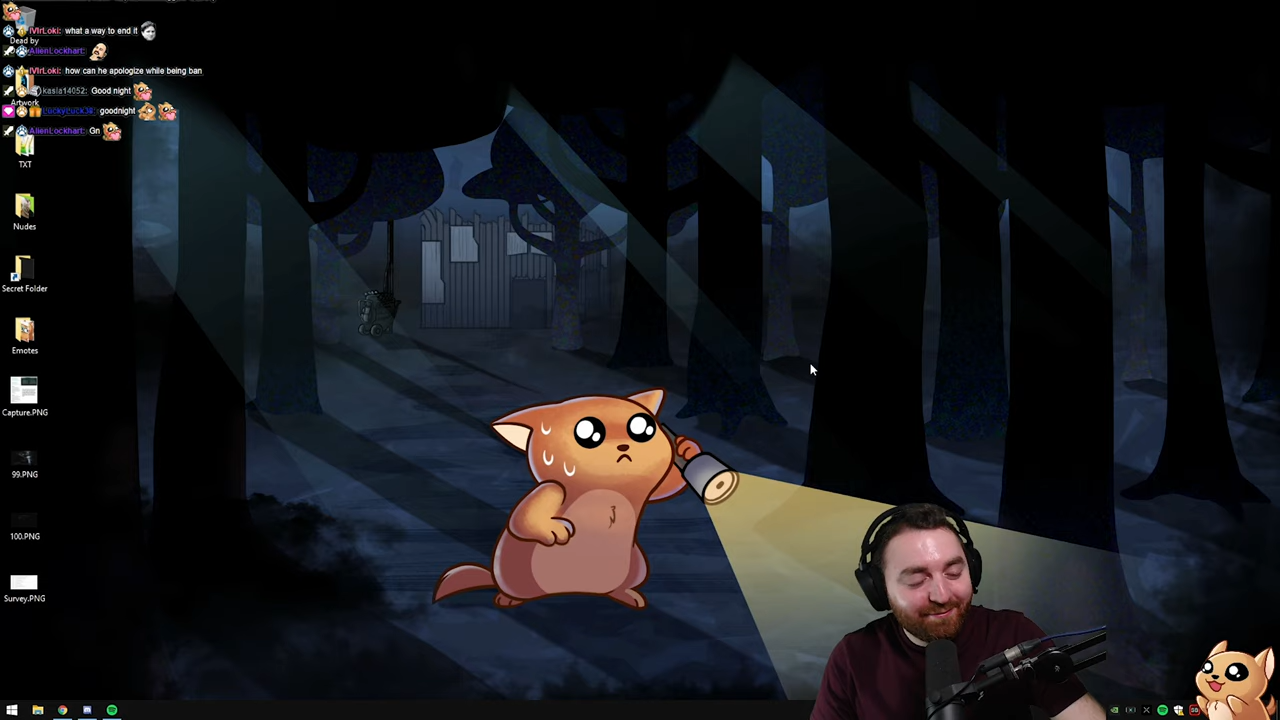 IVIrLoki: what a way to end it
Dead by
AlienLockhart:
IVIrLoki: how can he apologize while being ban
kasla14052: Good night
Artwork
goodnight
AlienLockhart: Gn
TXT
Nudes
Secret Folder
Emotes
Capture.PNG
99.PNG
100.PNG
Survey.PNG